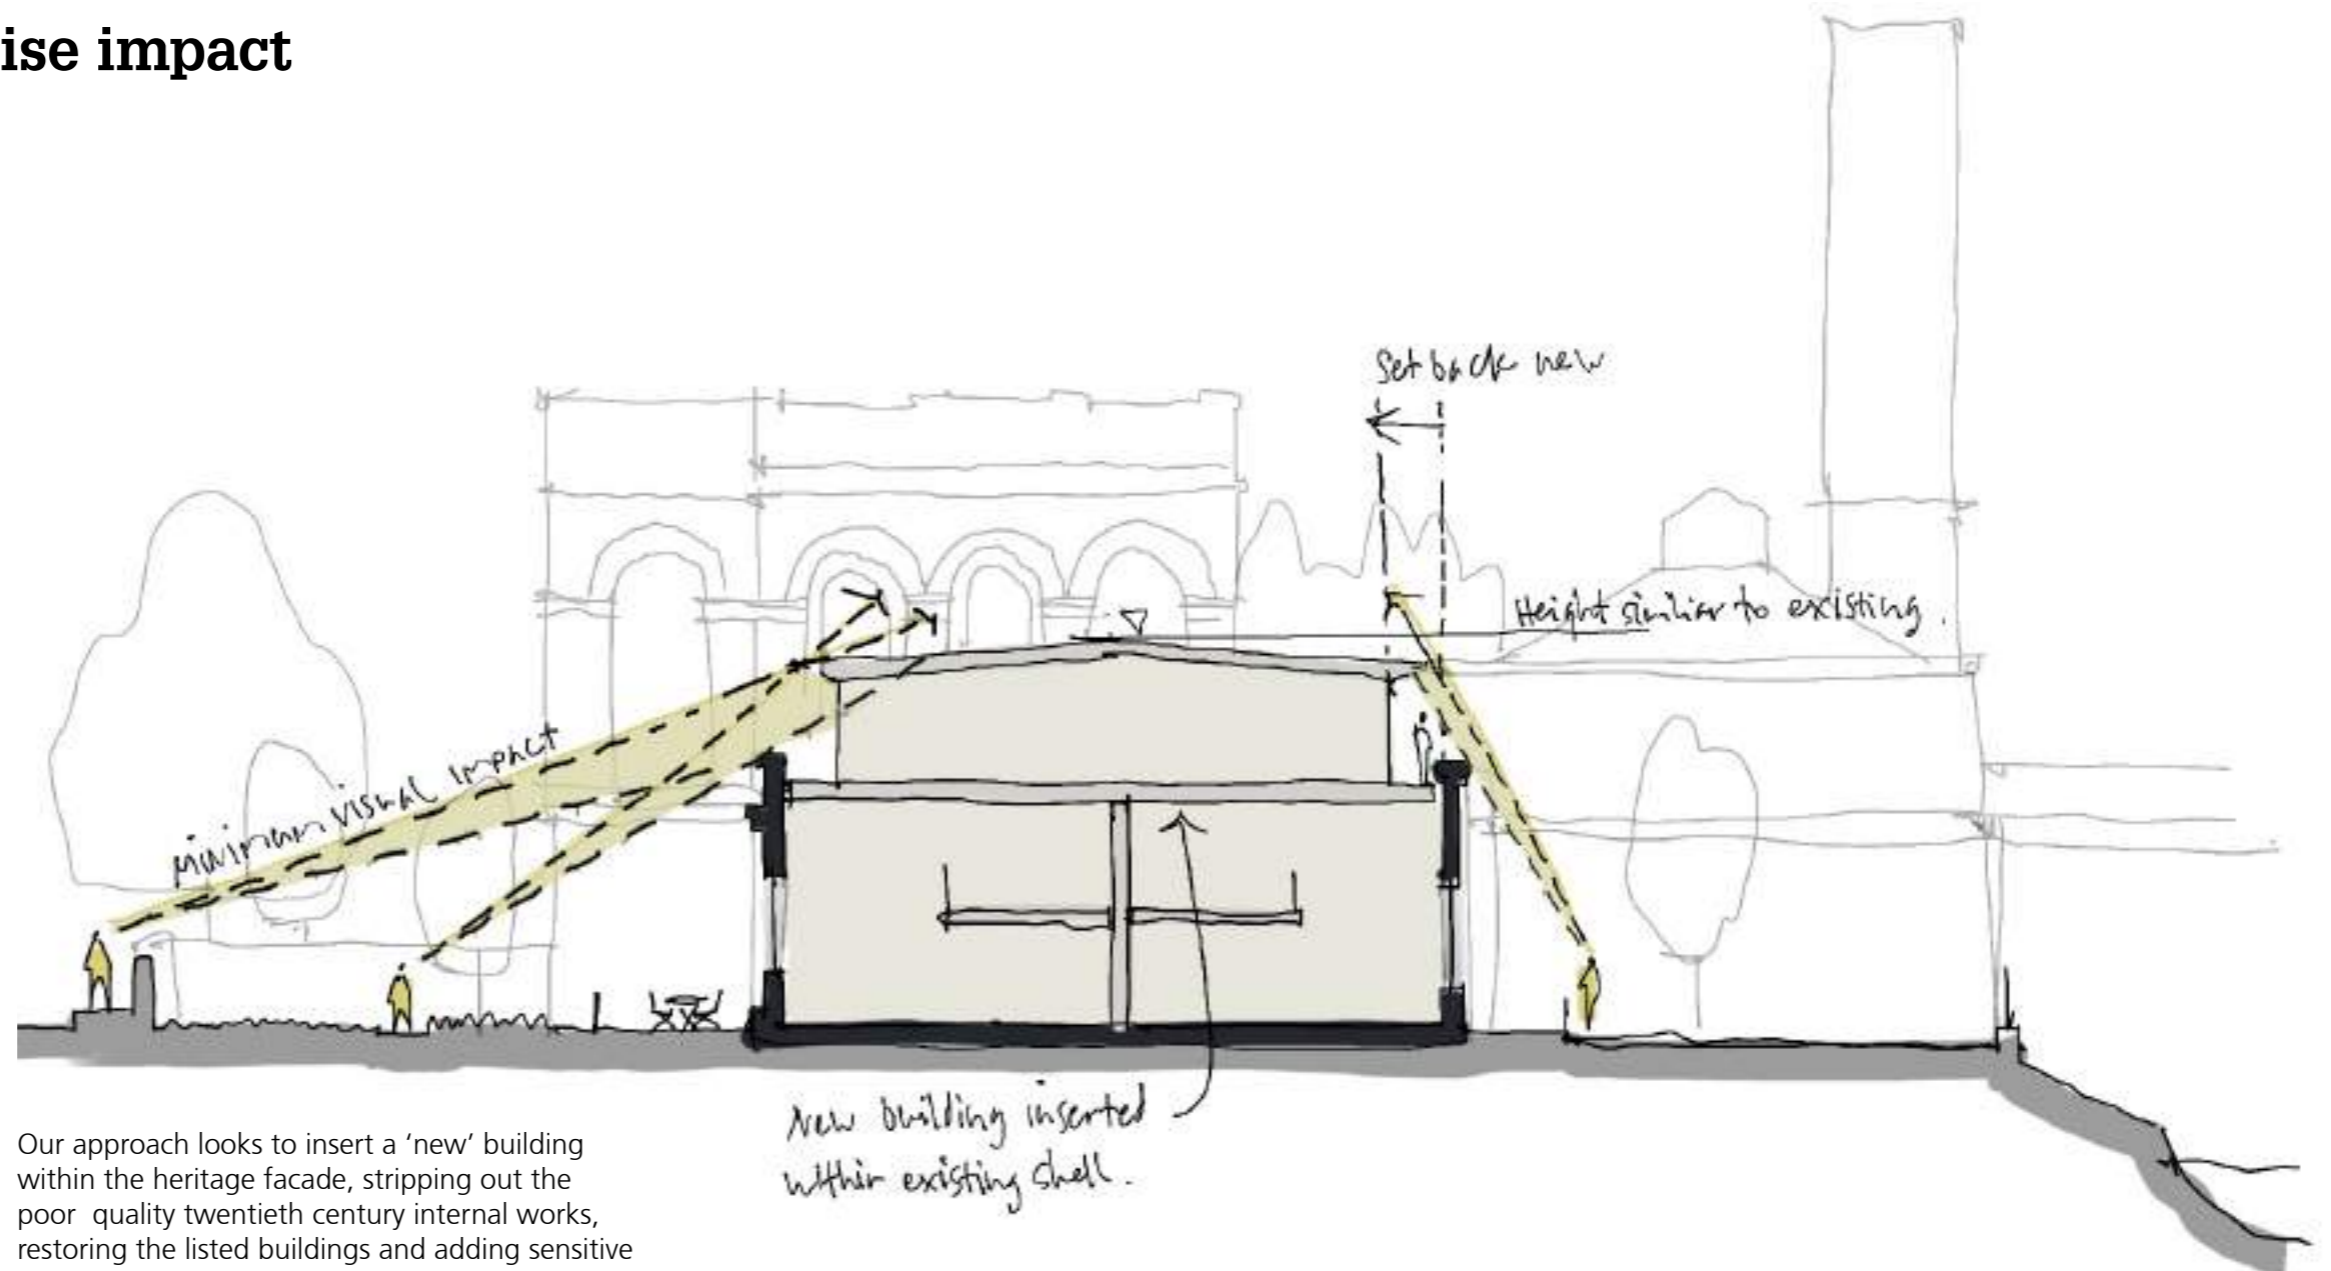 ise impact
Set back new
Height similiar to existing.
Minimum visual impact
New building inserted
within existing shell.
Our approach looks to insert a ‘new’ building
within the heritage facade, stripping out the
poor quality twentieth century internal works,
restoring the listed buildings and adding sensitive